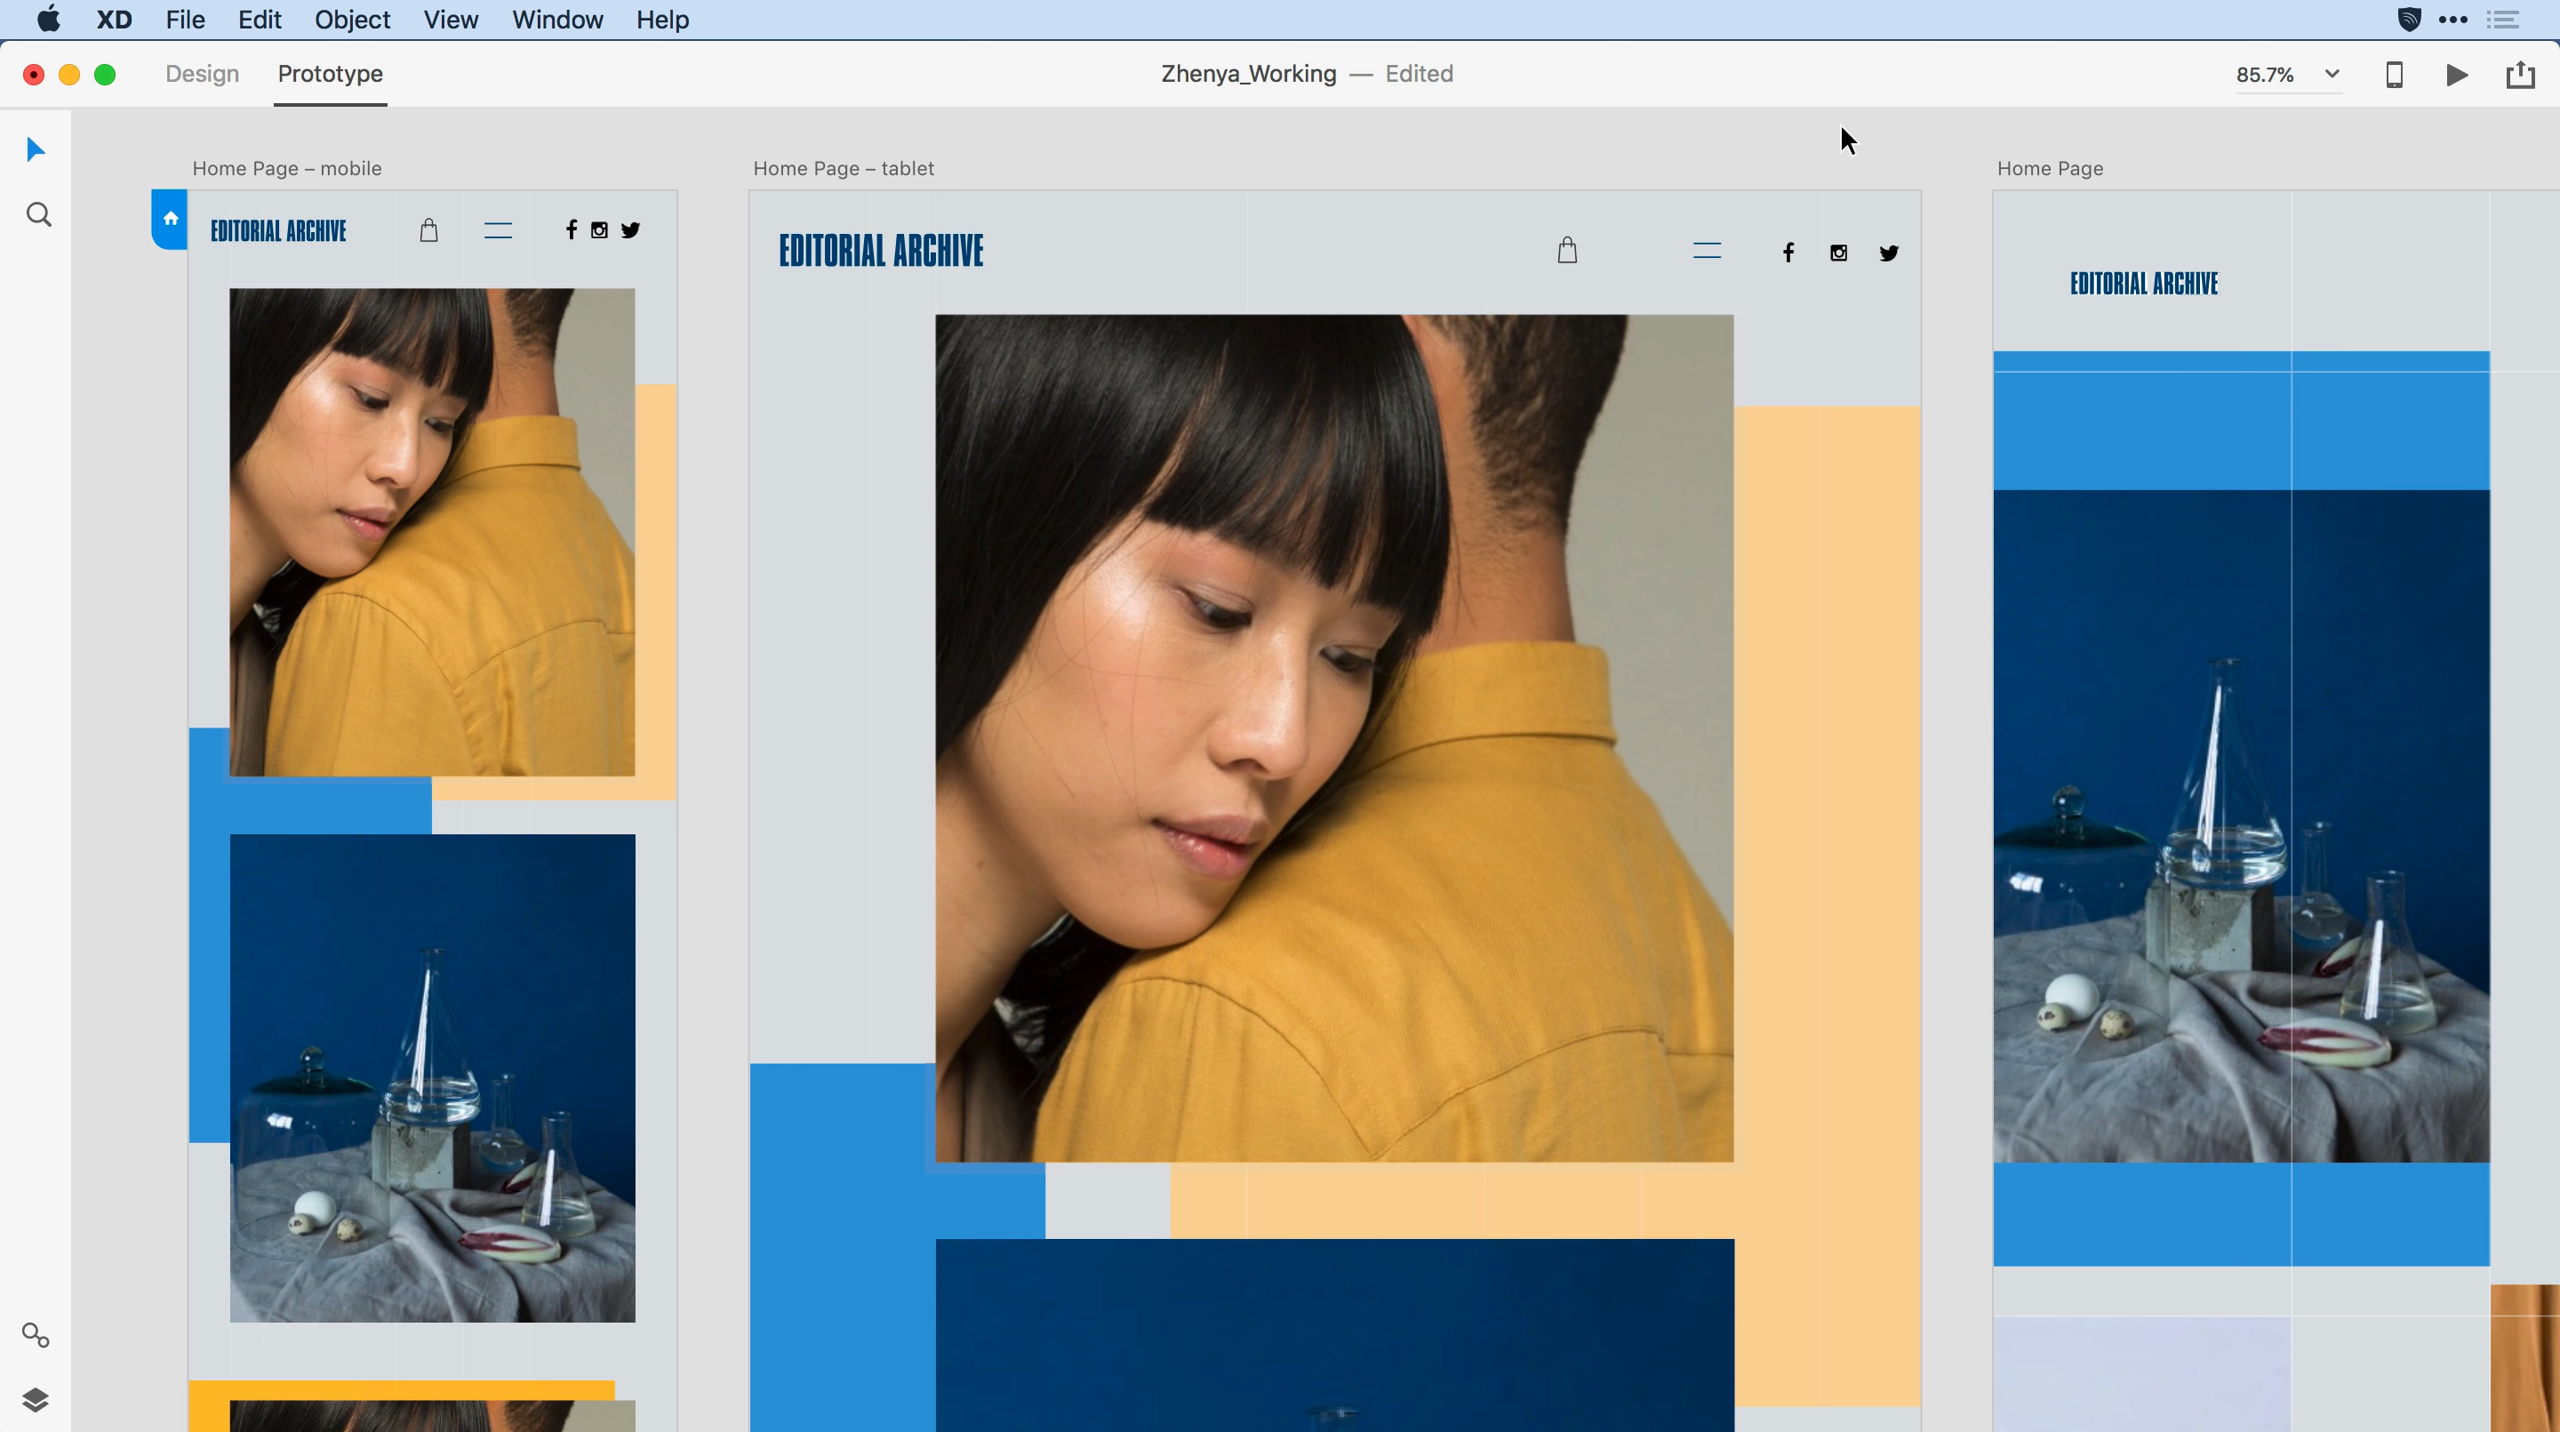 XD File Edit Object View Window Help
Design Prototype
Zhenya_Working — Edited
85.7%
Home Page – mobile
Home Page – tablet
Home Page
EDITORIAL ARCHIVE
EDITORIAL ARCHIVE
EDITORIAL ARCHIVE